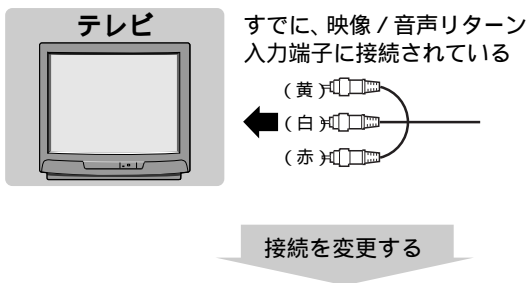 テレビ
すでに、映像 / 音声リターン
入力端子に接続されている
(黄)
(白)
(赤)
接続を変更する